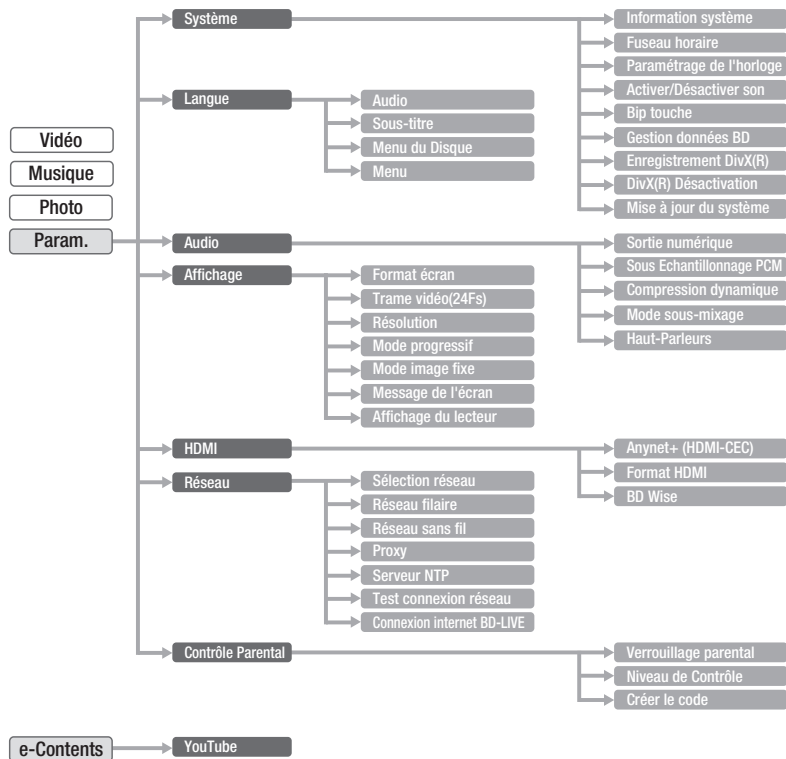 Vidéo
Musique
Photo
Param.
Système
Information système
Fuseau horaire
Paramétrage de l'horloge
Activer/Désactiver son
Bip touche
Gestion données BD
Enregistrement DivX(R)
DivX(R) Désactivation
Mise à jour du système
Langue
Audio
Sous-titre
Menu du Disque
Menu
Audio
Sortie numérique
Sous Echantillonnage PCM
Compression dynamique
Mode sous-mixage
Haut-Parleurs
Affichage
Format écran
Trame vidéo(24Fs)
Résolution
Mode progressif
Mode image fixe
Message de l'écran
Affichage du lecteur
HDMI
Anynet+ (HDMI-CEC)
Format HDMI
BD Wise
Réseau
Sélection réseau
Réseau filaire
Réseau sans fil
Proxy
Serveur NTP
Test connexion réseau
Connexion internet BD-LIVE
Contrôle Parental
Verrouillage parental
Niveau de Contrôle
Créer le code
e-Contents
YouTube